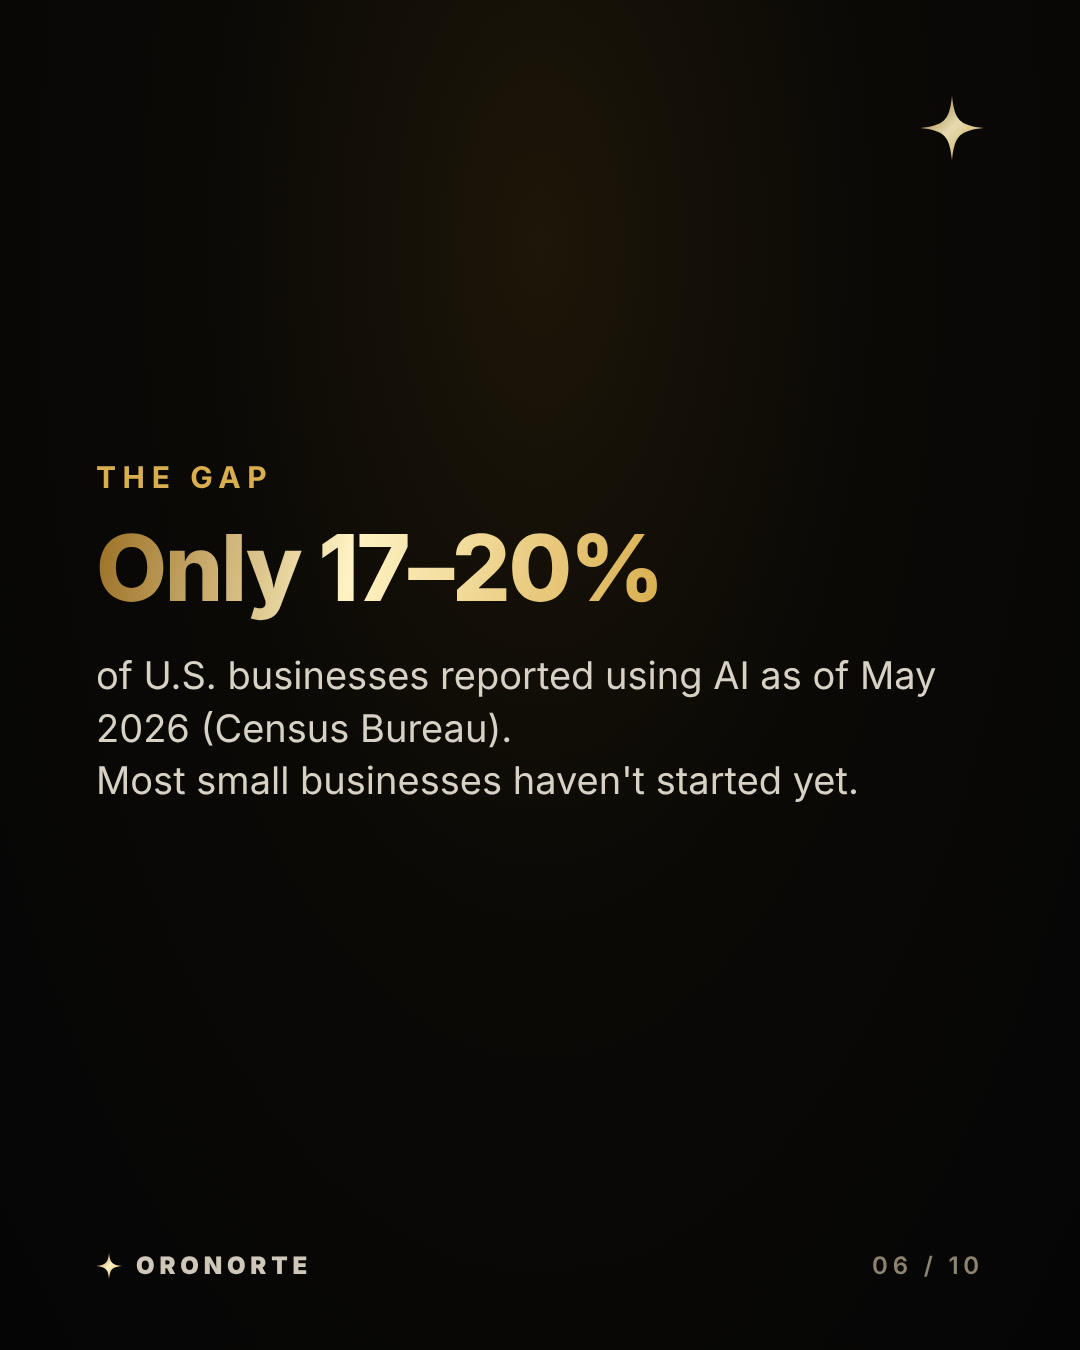 THE GAP
Only 17–20%
of U.S. businesses reported using AI as of May
2026 (Census Bureau).
Most small businesses haven't started yet.
ORONORTE
06 / 10